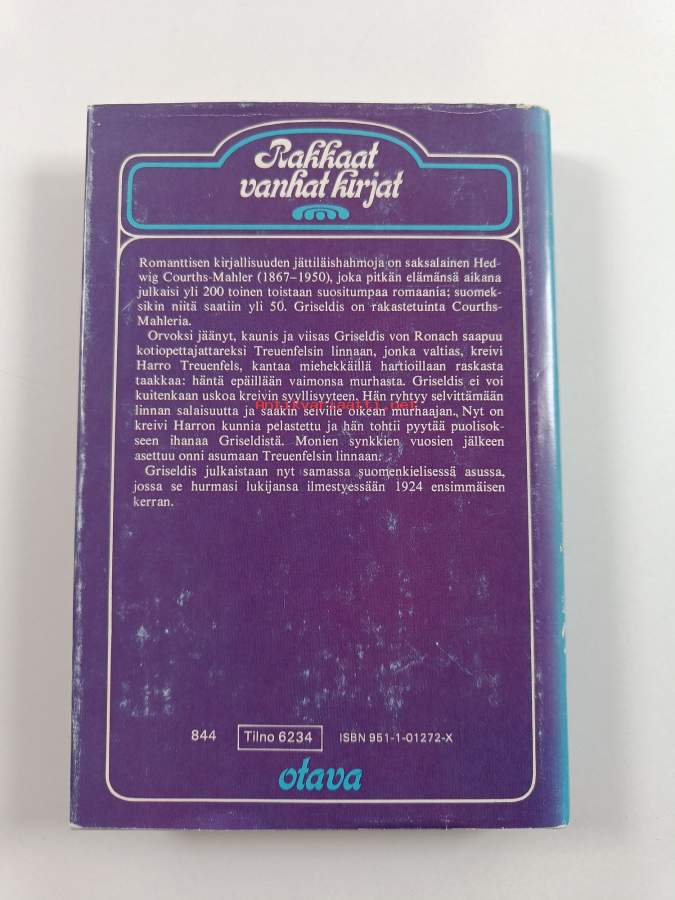 Rakkaat
vanhat kirjat
Romanttisen kirjallisuuden jättiläishahmoja on saksalainen Hed-
wig Courths-Mahler (1867–1950), joka pitkän elämänsä aikana
julkaisi yli 200 toinen toistaan suositumpaa romaania; suomek-
sikin niitä saatiin yli 50. Griseldis on rakastetuinta Courths-
Mahleria.
Orvoksi jäänyt, kaunis ja viisas Griseldis von Ronach saapuu
kotiopettajattareksi Treuenfelsin linnaan, jonka valtias, kreivi
Harro Treuenfels, kantaa miehekkäillä hartioillaan raskasta
taakkaa: häntä epäillään vaimonsa murhasta. Griseldis ei voi
kuitenkaan uskoa kreivin syyllisyyteen. Hän ryhtyy selvittämään
linnan salaisuutta ja saakin selville oikean murhaajan. Nyt on
kreivi Harron kunnia pelastettu ja hän tohtii pyytää puolisok-
seen ihanaa Griseldistä. Monien synkkien vuosien jälkeen
asettuu onni asumaan Treuenfelsin linnaan.
Griseldis julkaistaan nyt samassa suomenkielisessä asussa,
jossa se hurmasi lukijansa ilmestyessään 1924 ensimmäisen
kerran.
Antikvariaatti.net
844 Tilno 6234 ISBN 951-1-01272-X
otava